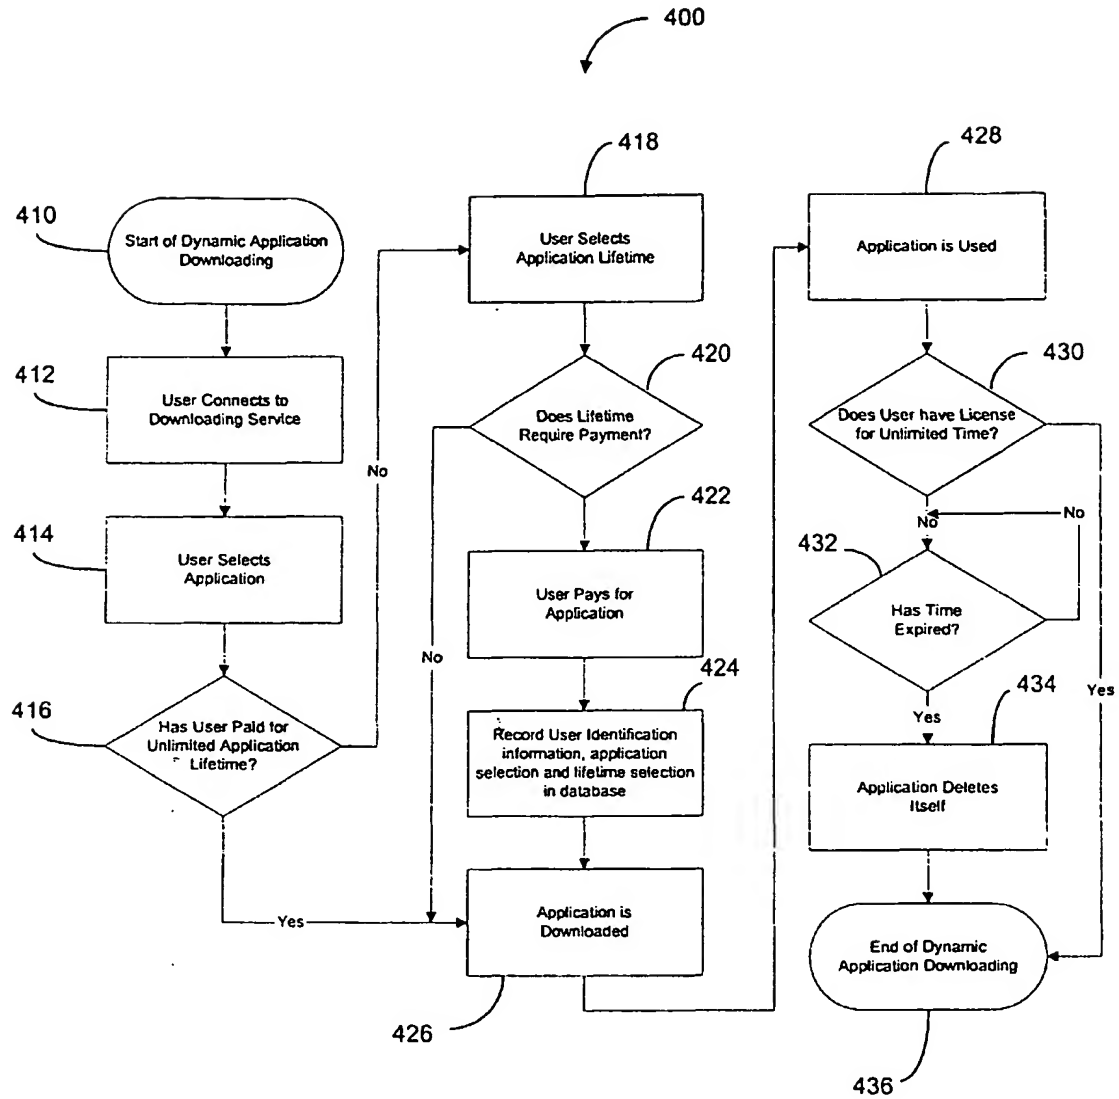 400
410
Start of Dynamic Application
Downloading
412
User Connects to
Downloading Service
414
User Selects
Application
416
Has User Paid for
Unlimited Application
Lifetime?
No
Yes
418
User Selects
Application Lifetime
420
Does Lifetime
Require Payment?
No
422
User Pays for
Application
424
Record User Identification
information, application
selection and lifetime selection
in database
Application is
Downloaded
426
428
Application is Used
430
Does User have License
for Unlimited Time?
No
No
432
Has Time
Expired?
Yes
Yes
434
Application Deletes
Itself
End of Dynamic
Application Downloading
436